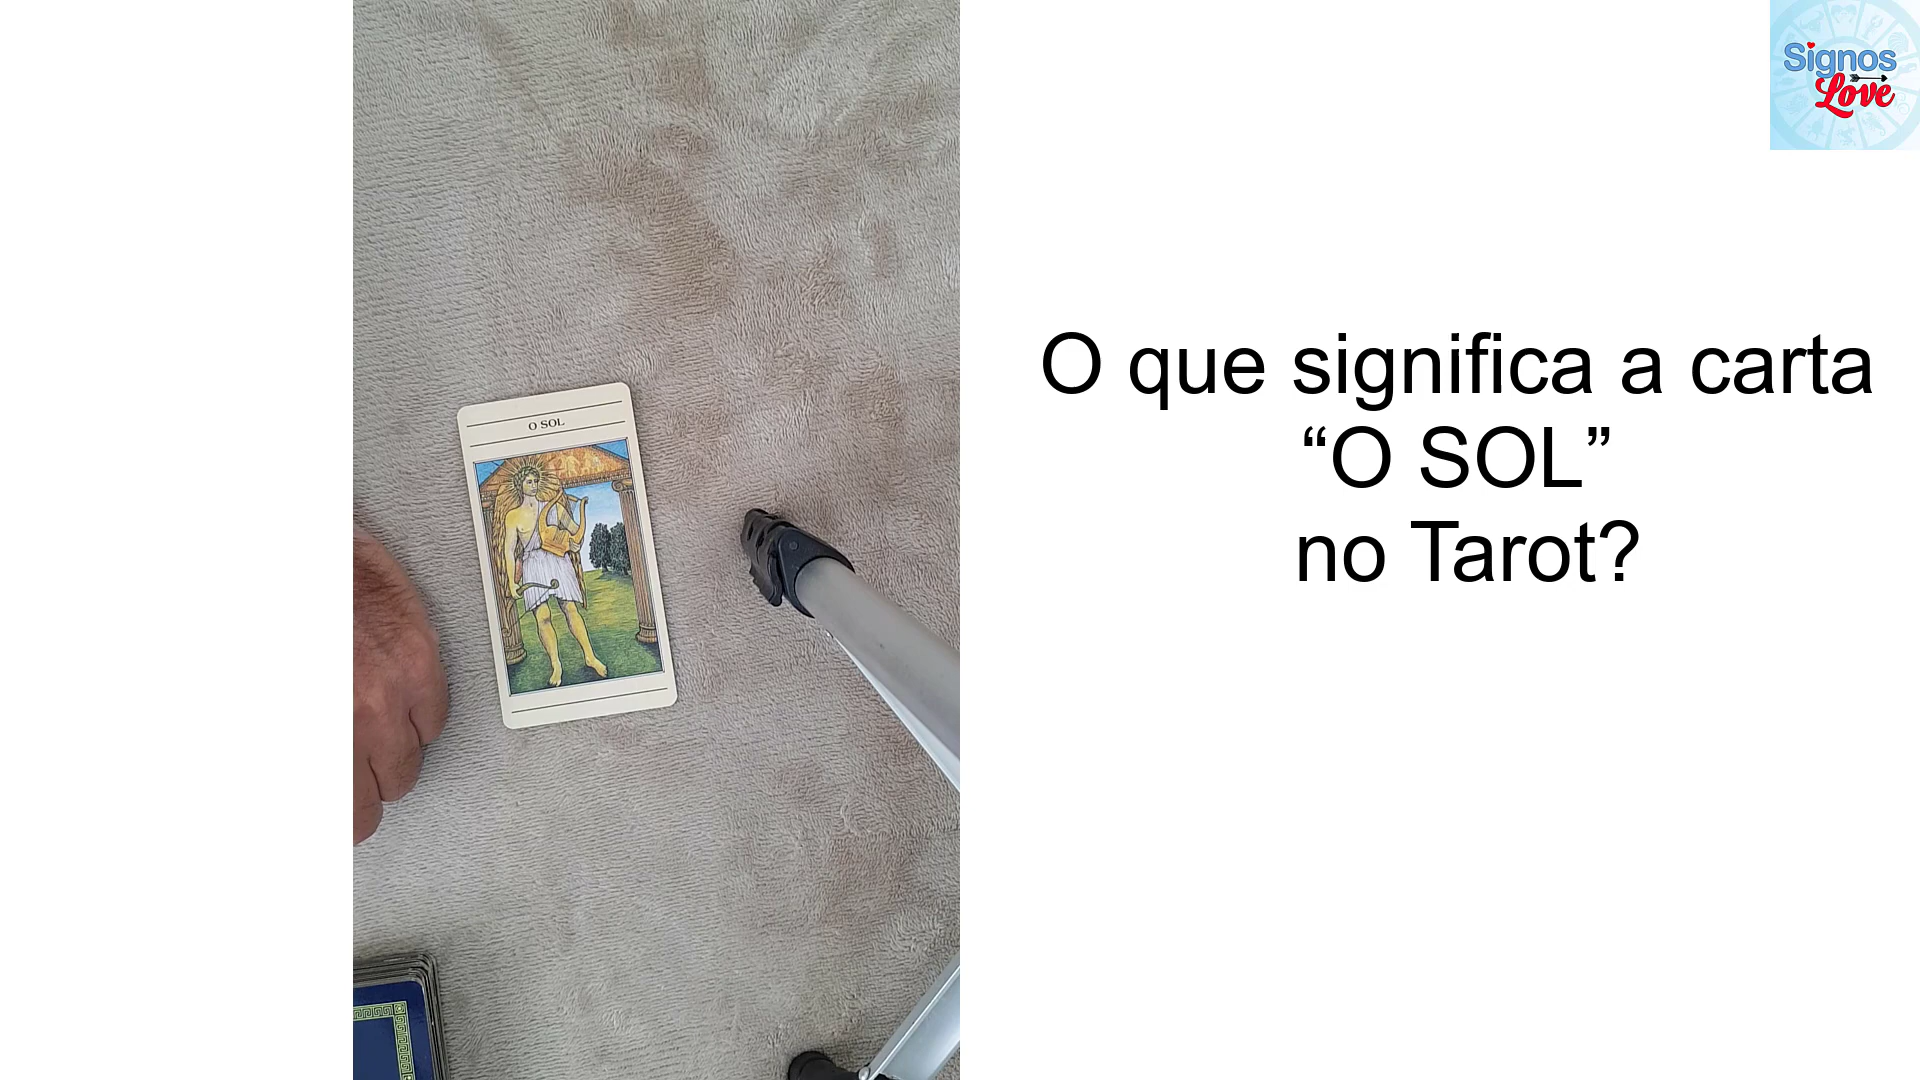 Signos
Love
O SOL
O que significa a carta
“O SOL”
no Tarot?